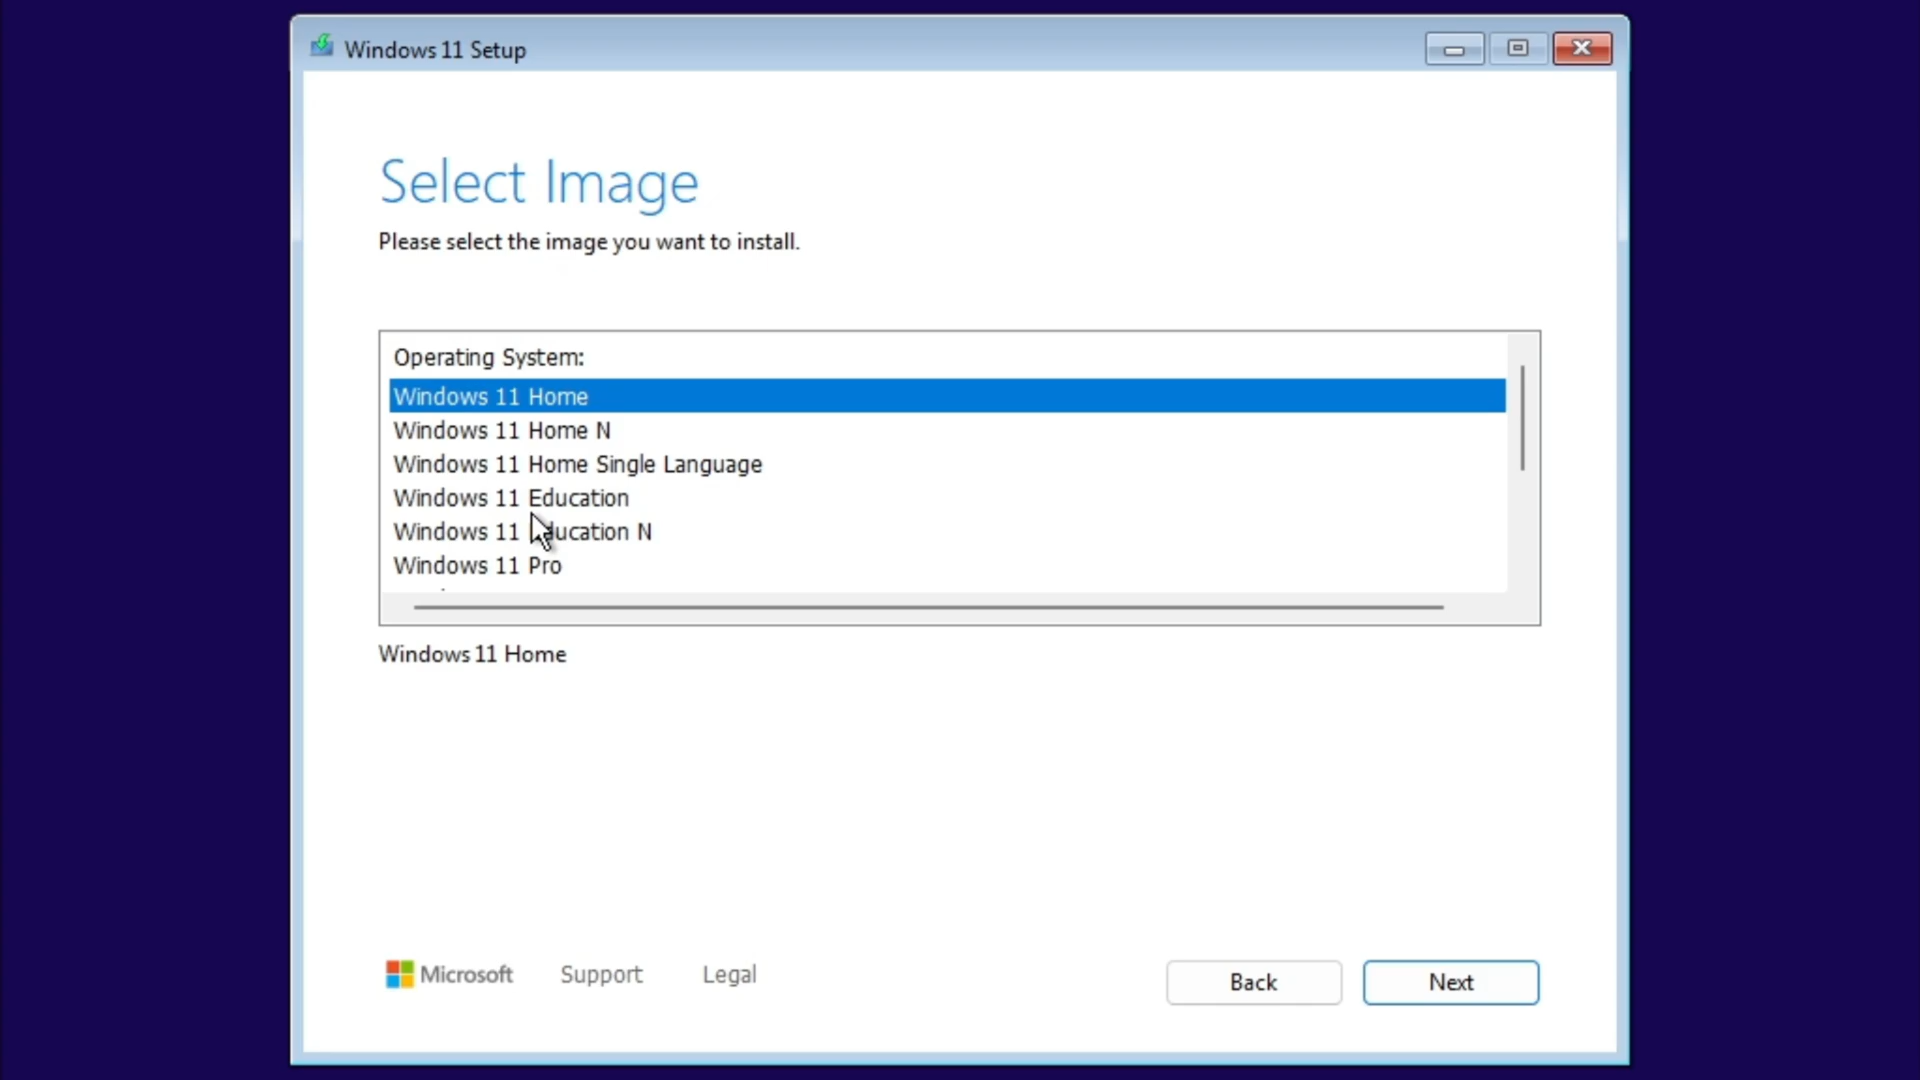 Windows 11 Setup
Select Image
Please select the image you want to install.
Operating System:
Windows 11 Home
Windows 11 Home N
Windows 11 Home Single Language
Windows 11 Education
Windows 11 Education N
Windows 11 Pro
Windows 11 Home
Microsoft Support Legal Back Next